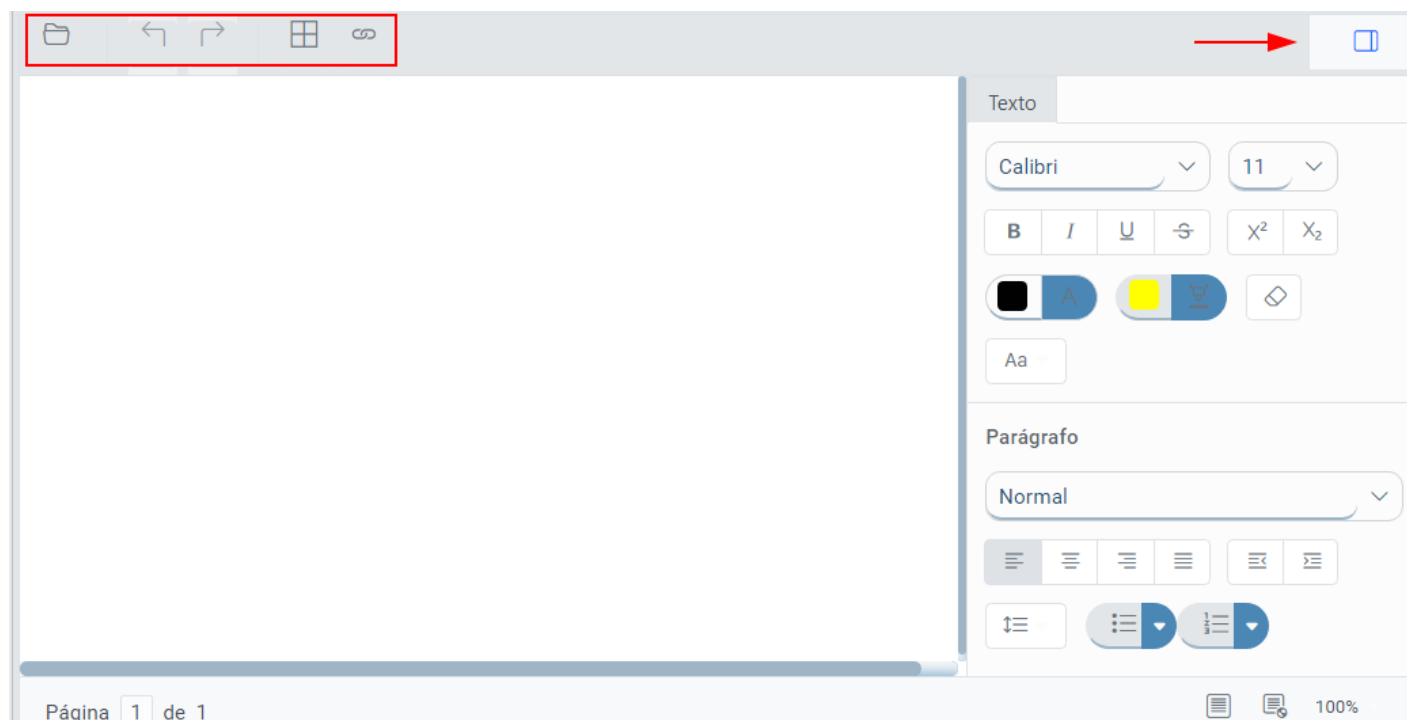 Texto
Calibri 11
B I U S X² X₂
A
Aa
Parágrafo
Normal
Página 1 de 1 100%